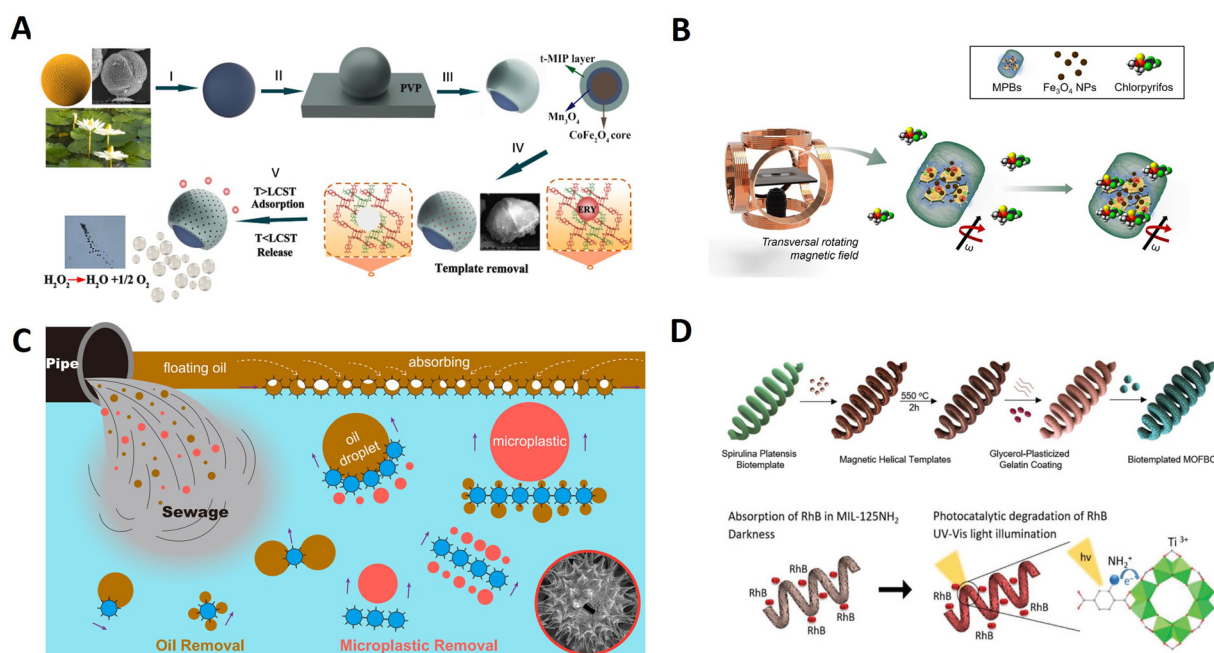 A
I
II
III
PVP
t-MIP layer
Mn₃O₄
CoFe₂O₄ core
IV
V
T>LCST
Adsorption
T<LCST
Release
ERY
Template removal
H₂O₂→H₂O +1/2 O₂
B
MPBs
Fe₃O₄ NPs
Chlorpyrifos
Transversal rotating
magnetic field
ω
ω
C
Pipe
floating oil
absorbing
oil
droplet
microplastic
Sewage
Oil Removal
Microplastic Removal
D
550 ºC
2h
Spirulina Platensis
Biotemplate
Magnetic Helical Templates
Glycerol-Plasticized
Gelatin Coating
Biotemplated MOFBO
Absorption of RhB in MIL-125NH₂
Darkness
Photocatalytic degradation of RhB
UV-Vis light illumination
RhB
RhB
RhB
RhB
RhB
RhB
RhB
RhB
RhB
RhB
hν
NH₂⁺
e⁻
Ti ³⁺